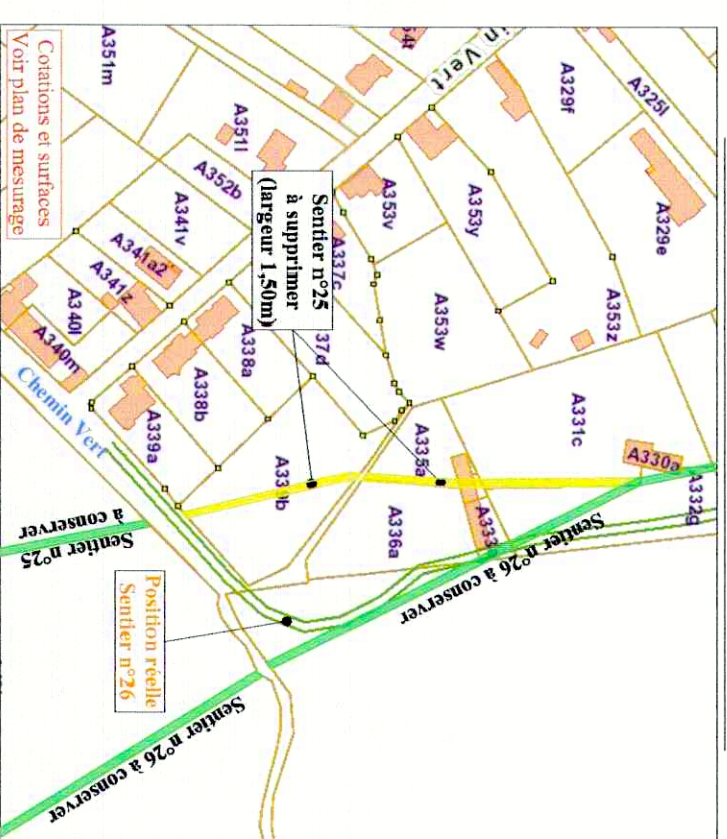 Cotations et surfaces
Voir plan de mesurage
A351m
A351l
A352b
A341v
A341a2
A341z
A340l
A340m
Chemin Vert
in Vert
A329f
A325l
A329e
A353y
A353v
A353z
A353w
Sentier n°25
à supprimer
(largeur 1,50m)
A337c
37d
A338a
A338b
A339a
A339b
A335a
A336a
A331c
A330a
A332g
A333
Sentier n°25
à conserver
Sentier n°26 à conserver
Position réelle
Sentier n°26
Sentier n°26 à conserver